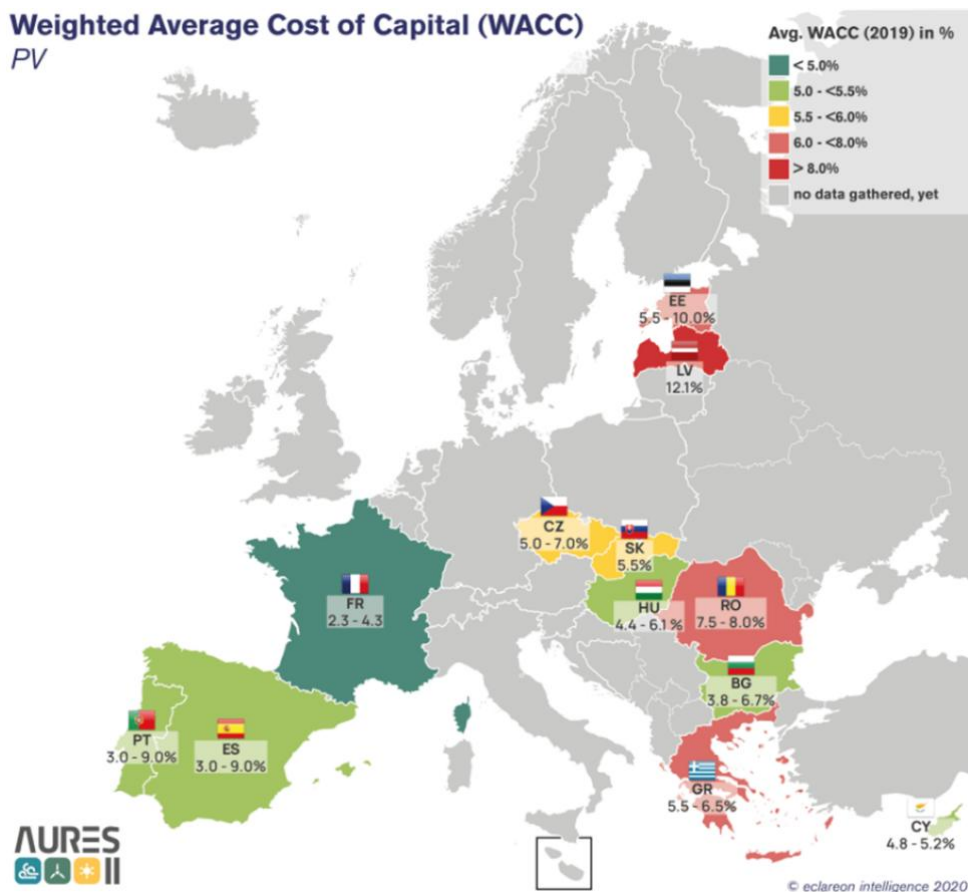 Weighted Average Cost of Capital (WACC)
PV
Avg. WACC (2019) in %
< 5.0%
5.0 - <5.5%
5.5 - <6.0%
6.0 - <8.0%
> 8.0%
no data gathered, yet
EE
5.5 - 10.0%
LV
12.1%
CZ
5.0 - 7.0%
SK
5.5%
FR
2.3 - 4.3
HU
4.4 - 6.1 %
RO
7.5 - 8.0%
BG
3.8 - 6.7%
PT
3.0 - 9.0%
ES
3.0 - 9.0%
GR
5.5 - 6.5%
CY
4.8 - 5.2%
AURES
II
© eclareon intelligence 2020